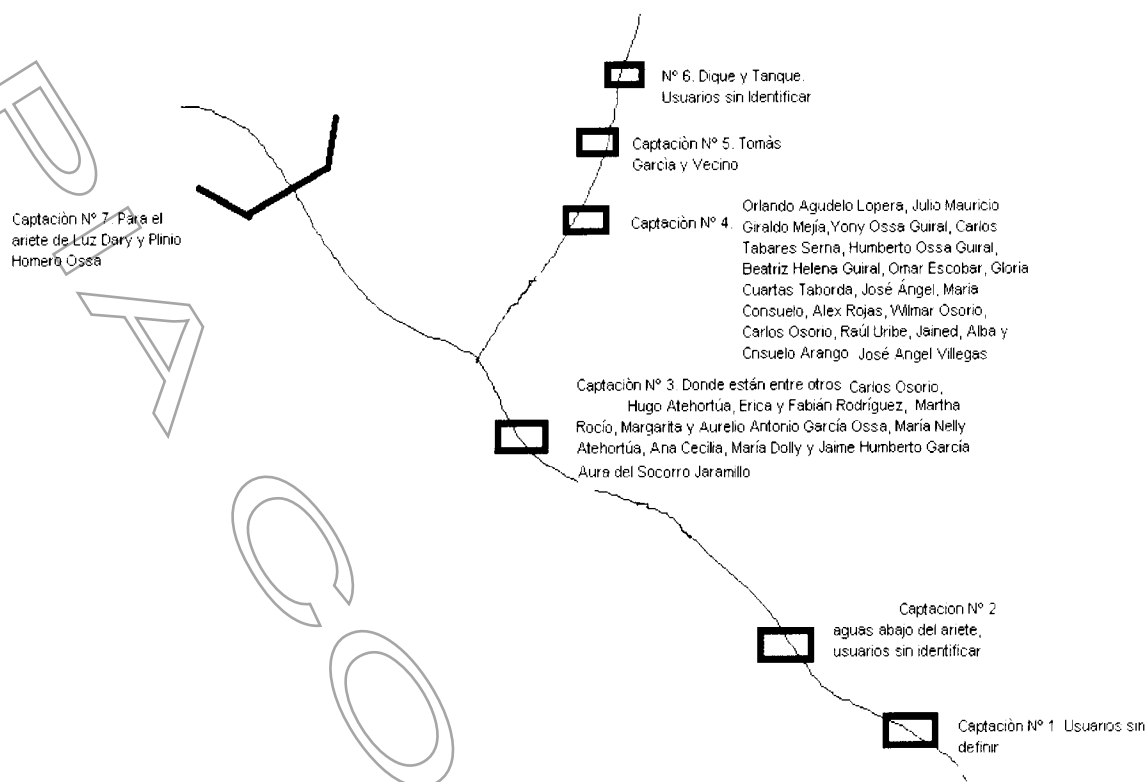 Nº 6. Dique y Tanque.
Usuarios sin Identificar
Captaciòn Nº 5. Tomàs
Garcìa y Vecino
Captaciòn Nº 4.
Orlando Agudelo Lopera, Julio Mauricio
Giraldo Mejía, Yony Ossa Guiral, Carlos
Tabares Serna, Humberto Ossa Guiral,
Beatriz Helena Guiral, Omar Escobar, Gloria
Cuartas Taborda, José Ángel, Maria
Consuelo, Alex Rojas, Wilmar Osorio,
Carlos Osorio, Raúl Uribe, Jained, Alba y
Cnsuelo Arango José Angel Villegas
Captaciòn Nº 7. Para el
ariete de Luz Dary y Plinio
Homero Ossa
Captaciòn Nº 3. Donde están entre otros Carlos Osorio,
Hugo Atehortúa, Erica y Fabián Rodríguez, Martha
Rocío, Margarita y Aurelio Antonio García Ossa, María Nelly
Atehortúa, Ana Cecilia, María Dolly y Jaime Humberto García
Aura del Socorro Jaramillo
Captacion Nº 2
aguas abajo del ariete,
usuarios sin identificar
Captaciòn Nº 1 Usuarios sin
definir
P I A C O